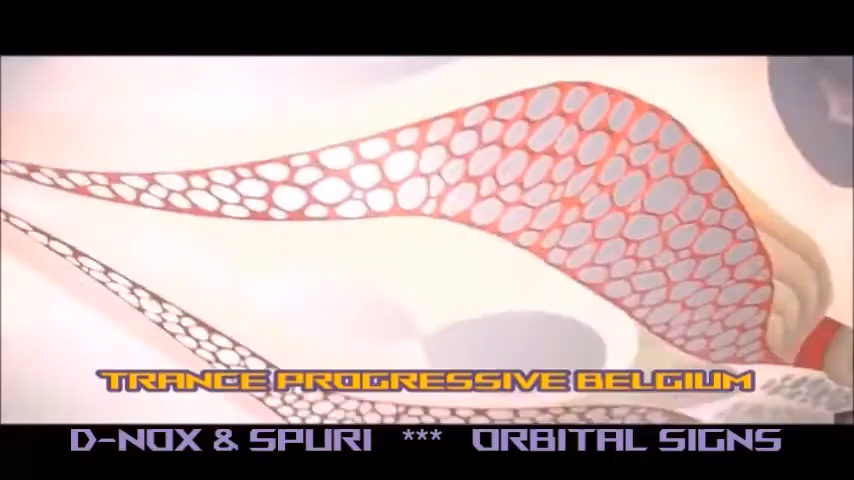 TRANCE PROGRESSIVE BELGIUM
D-NOX & SPURI *** ORBITAL SIGNS